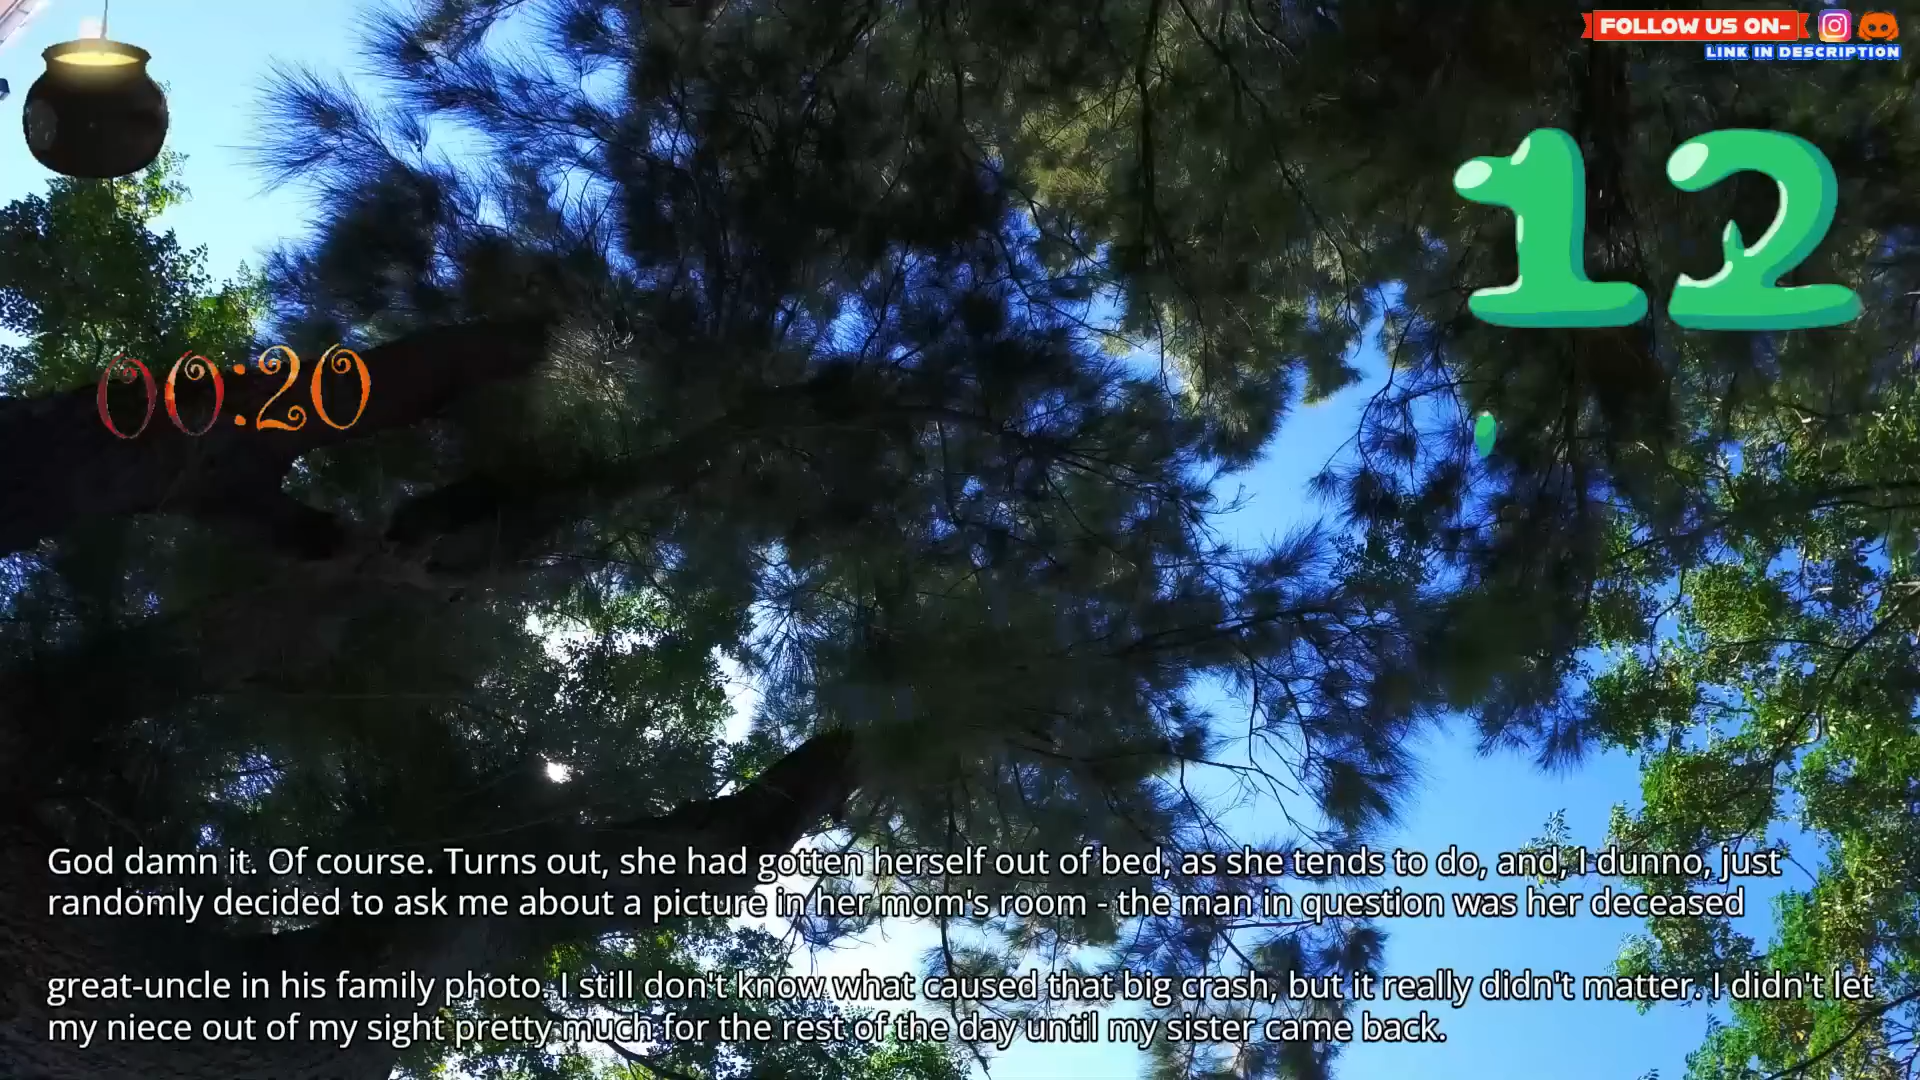 FOLLOW US ON-
LINK IN DESCRIPTION
12
00:20
God damn it. Of course. Turns out, she had gotten herself out of bed, as she tends to do, and, I dunno, just
randomly decided to ask me about a picture in her mom's room - the man in question was her deceased
great-uncle in his family photo. I still don't know what caused that big crash, but it really didn't matter. I didn't let
my niece out of my sight pretty much for the rest of the day until my sister came back.